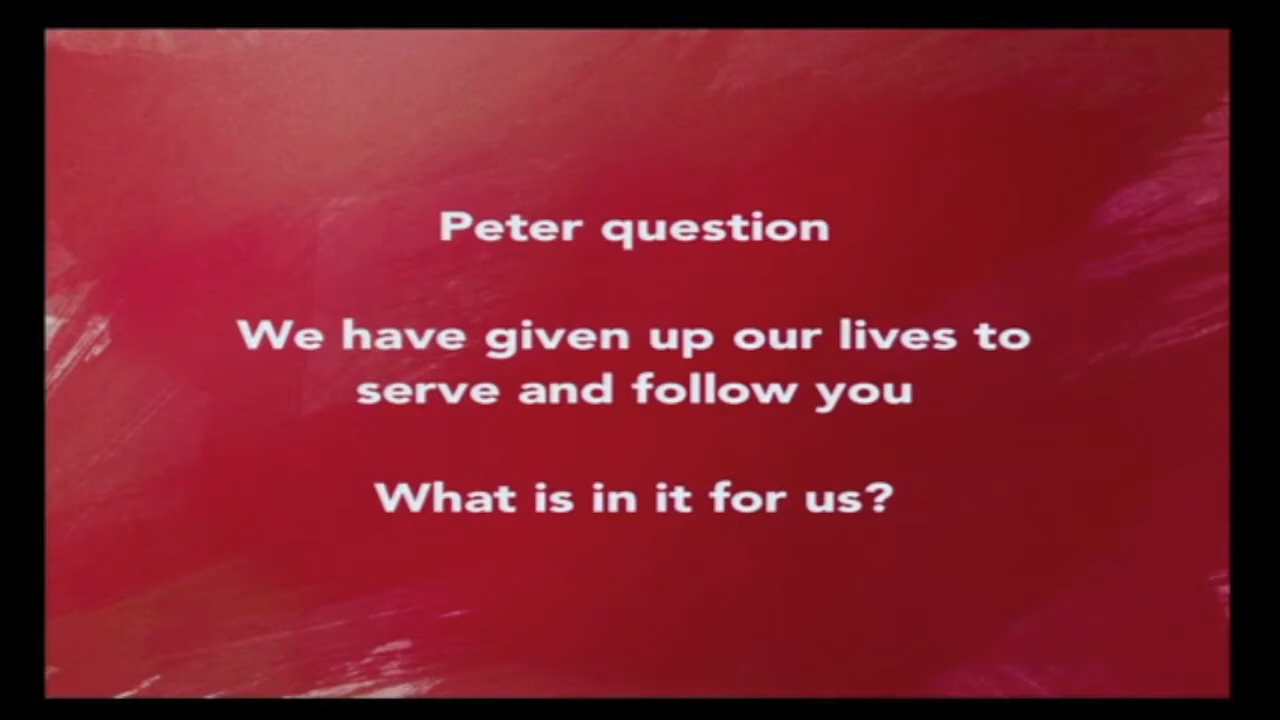 Peter question
We have given up our lives to
serve and follow you
What is in it for us?